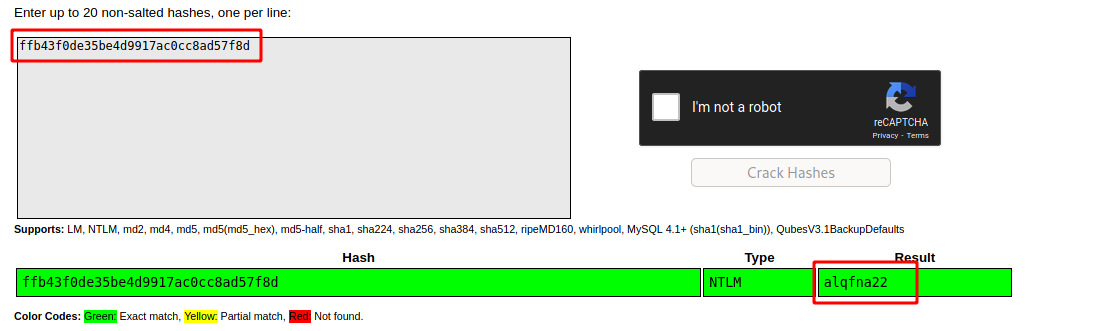 Enter up to 20 non-salted hashes, one per line:
ffb43f0de35be4d9917ac0cc8ad57f8d
I'm not a robot
reCAPTCHA
Privacy - Terms
Crack Hashes
Supports: LM, NTLM, md2, md4, md5, md5(md5_hex), md5-half, sha1, sha224, sha256, sha384, sha512, ripeMD160, whirlpool, MySQL 4.1+ (sha1(sha1_bin)), QubesV3.1BackupDefaults
Hash Type Result
ffb43f0de35be4d9917ac0cc8ad57f8d NTLM alqfna22
Color Codes: Green: Exact match, Yellow: Partial match, Red: Not found.